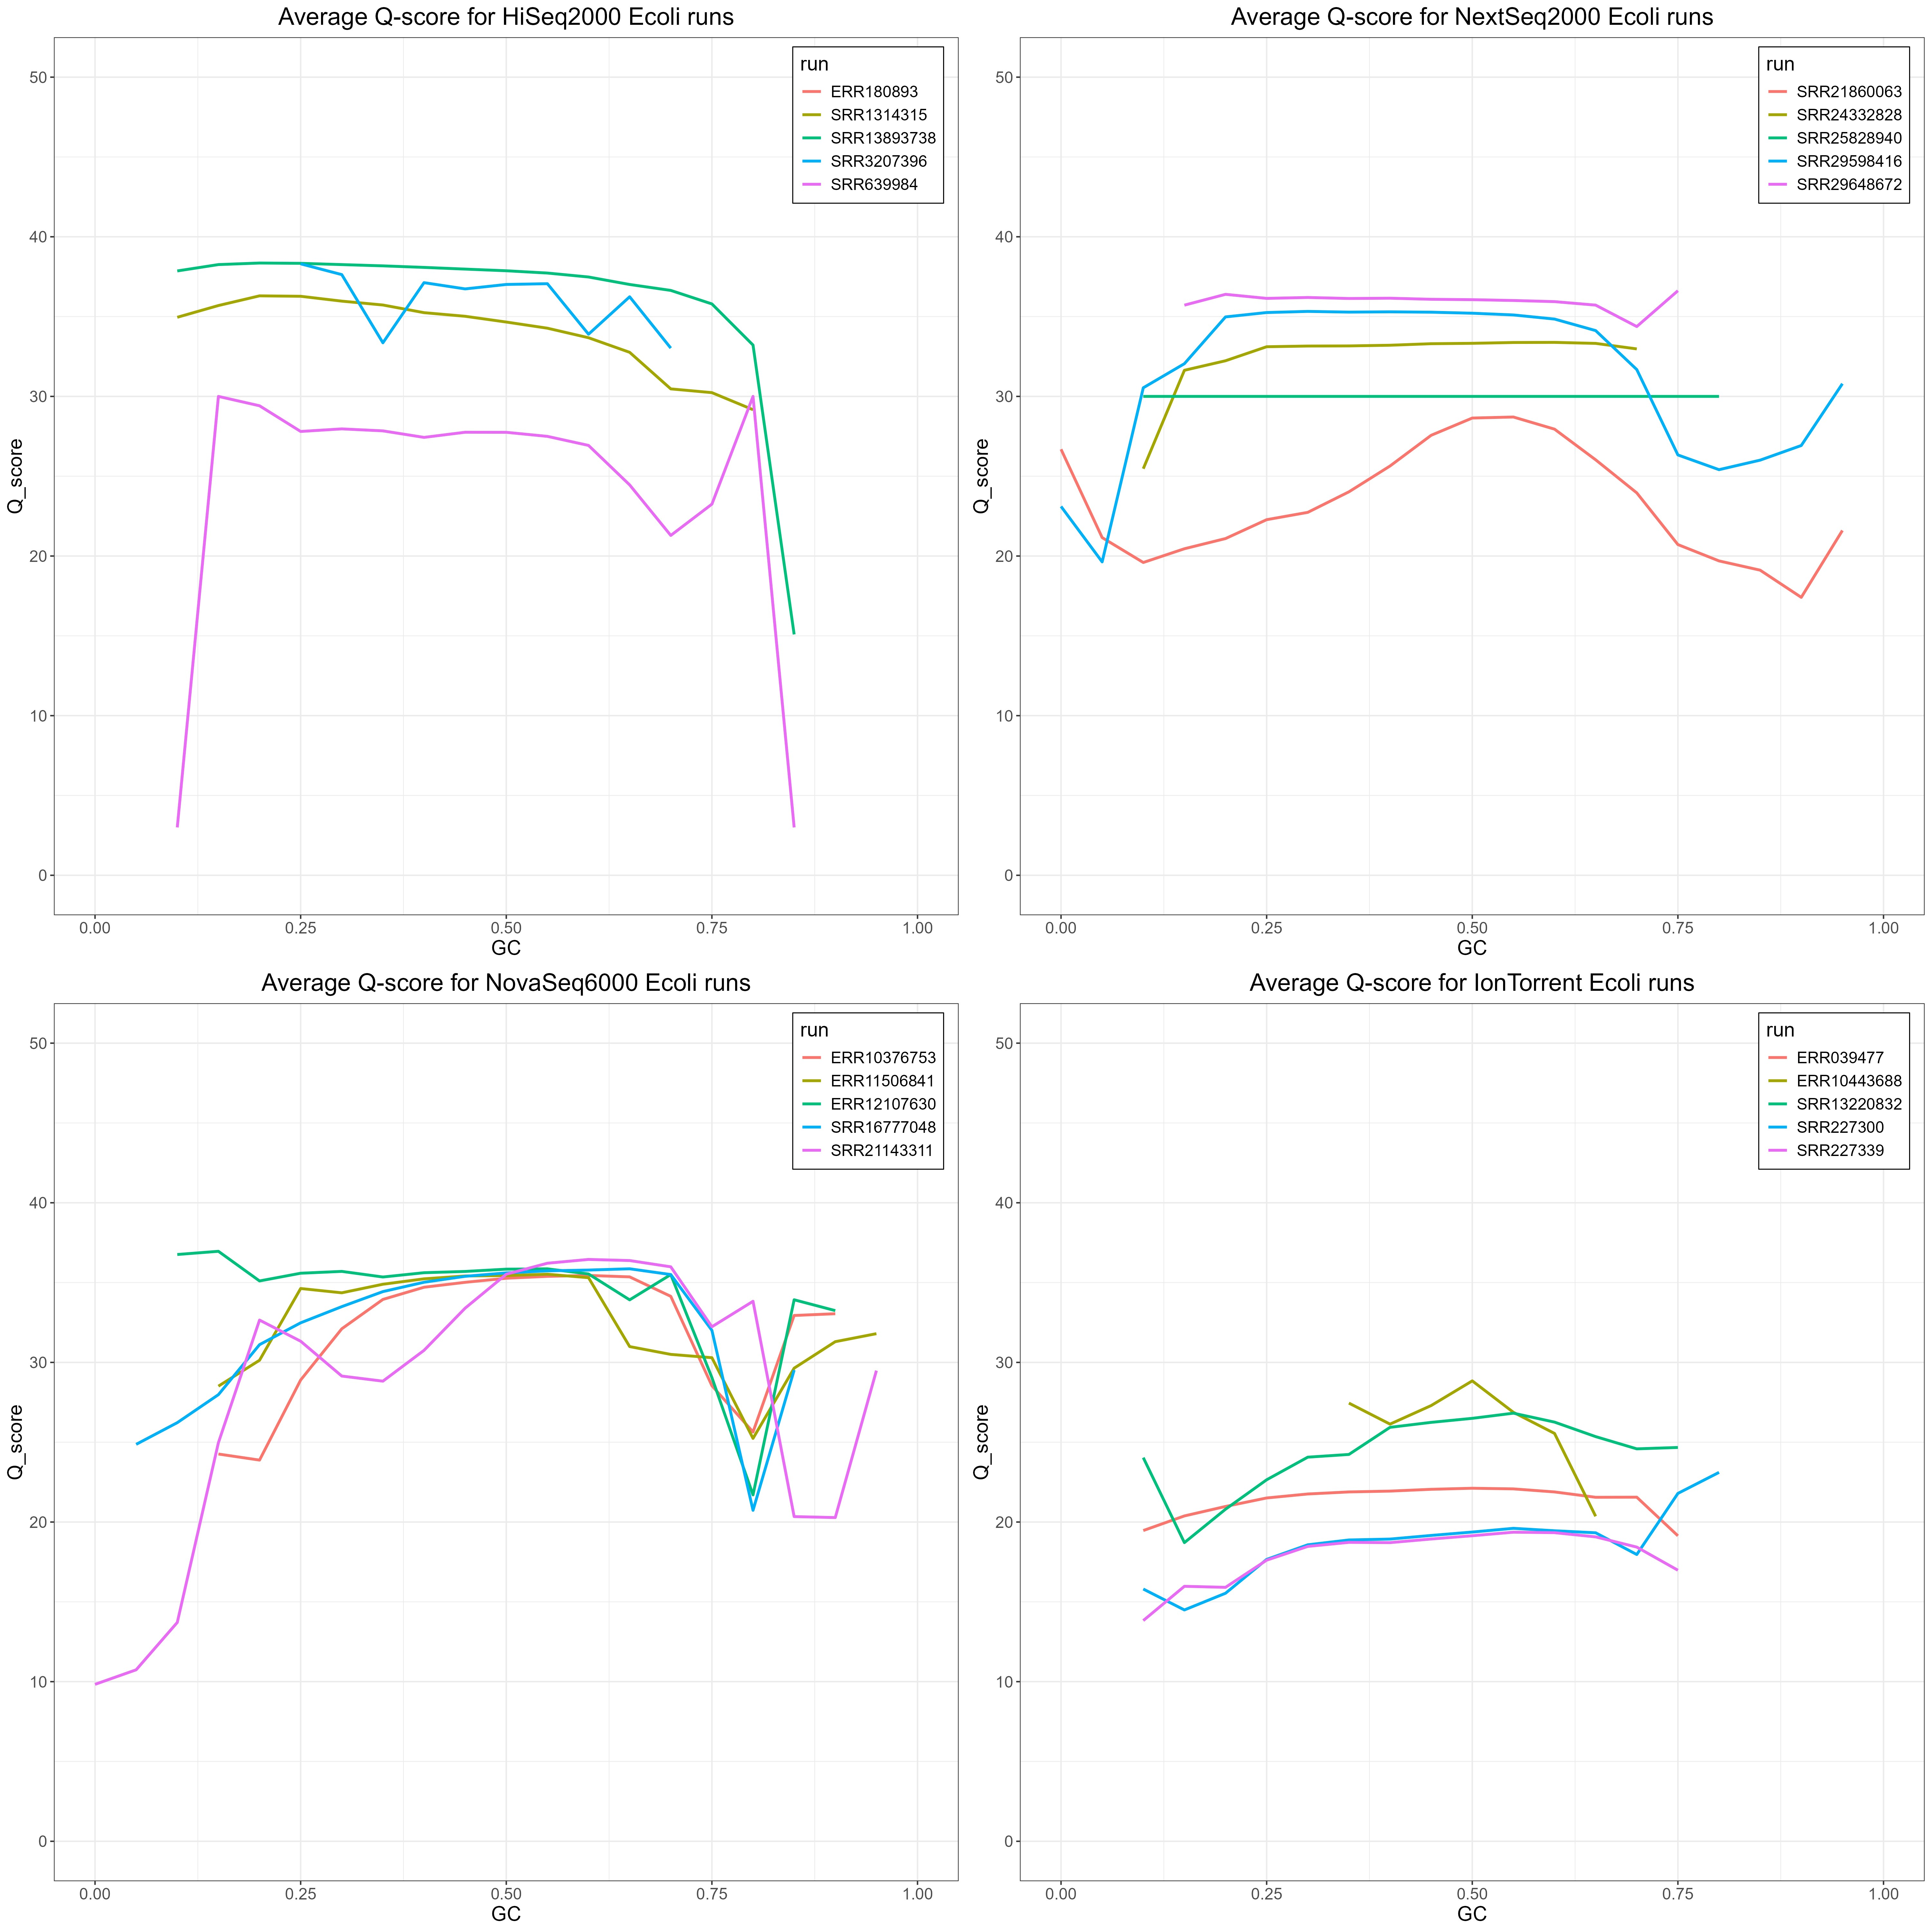 Average Q-score for HiSeq2000 Ecoli runs
run
ERR180893
SRR1314315
SRR13893738
SRR3207396
SRR639984
50
40
30
20
10
0
Q_score
0.00 0.25 0.50 0.75 1.00
GC
Average Q-score for NextSeq2000 Ecoli runs
run
SRR21860063
SRR24332828
SRR25828940
SRR29598416
SRR29648672
50
40
30
20
10
0
Q_score
0.00 0.25 0.50 0.75 1.00
GC
Average Q-score for NovaSeq6000 Ecoli runs
run
ERR10376753
ERR11506841
ERR12107630
SRR16777048
SRR21143311
50
40
30
20
10
0
Q_score
0.00 0.25 0.50 0.75 1.00
GC
Average Q-score for IonTorrent Ecoli runs
run
ERR039477
ERR10443688
SRR13220832
SRR227300
SRR227339
50
40
30
20
10
0
Q_score
0.00 0.25 0.50 0.75 1.00
GC